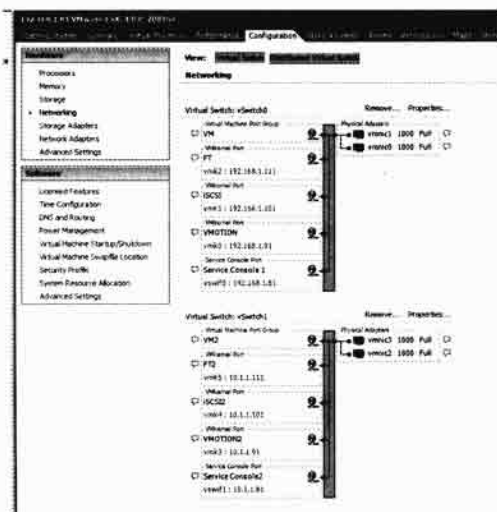 Configuration
Hardware
View: Virtual Switch Distributed Virtual Switch
Processors
Memory
Storage
Networking
Storage Adapters
Network Adapters
Advanced Settings
Networking
Software
Licensed Features
Time Configuration
DNS and Routing
Power Management
Virtual Machine Startup/Shutdown
Virtual Machine Swapfile Location
Security Profile
System Resource Allocation
Advanced Settings
Virtual Switch: vSwitch0 Remove... Properties...
Virtual Machine Port Group Physical Adapters
VM vmnic1 1000 Full
VMkernel Port vmnic0 1000 Full
FT
vmk2 : 192.168.1.111
VMkernel Port
iSCSI
vmk1 : 192.168.1.101
VMkernel Port
VMOTION
vmk0 : 192.168.1.91
Service Console Port
Service Console 1
vswif0 : 192.168.1.81
Virtual Switch: vSwitch1 Remove... Properties...
Virtual Machine Port Group Physical Adapters
VM2 vmnic3 1000 Full
VMkernel Port vmnic2 1000 Full
FT2
vmk5 : 10.1.1.111
VMkernel Port
iSCSI2
vmk4 : 10.1.1.101
VMkernel Port
VMOTION2
vmk3 : 10.1.1.91
Service Console Port
Service Console2
vswif1 : 10.1.1.81